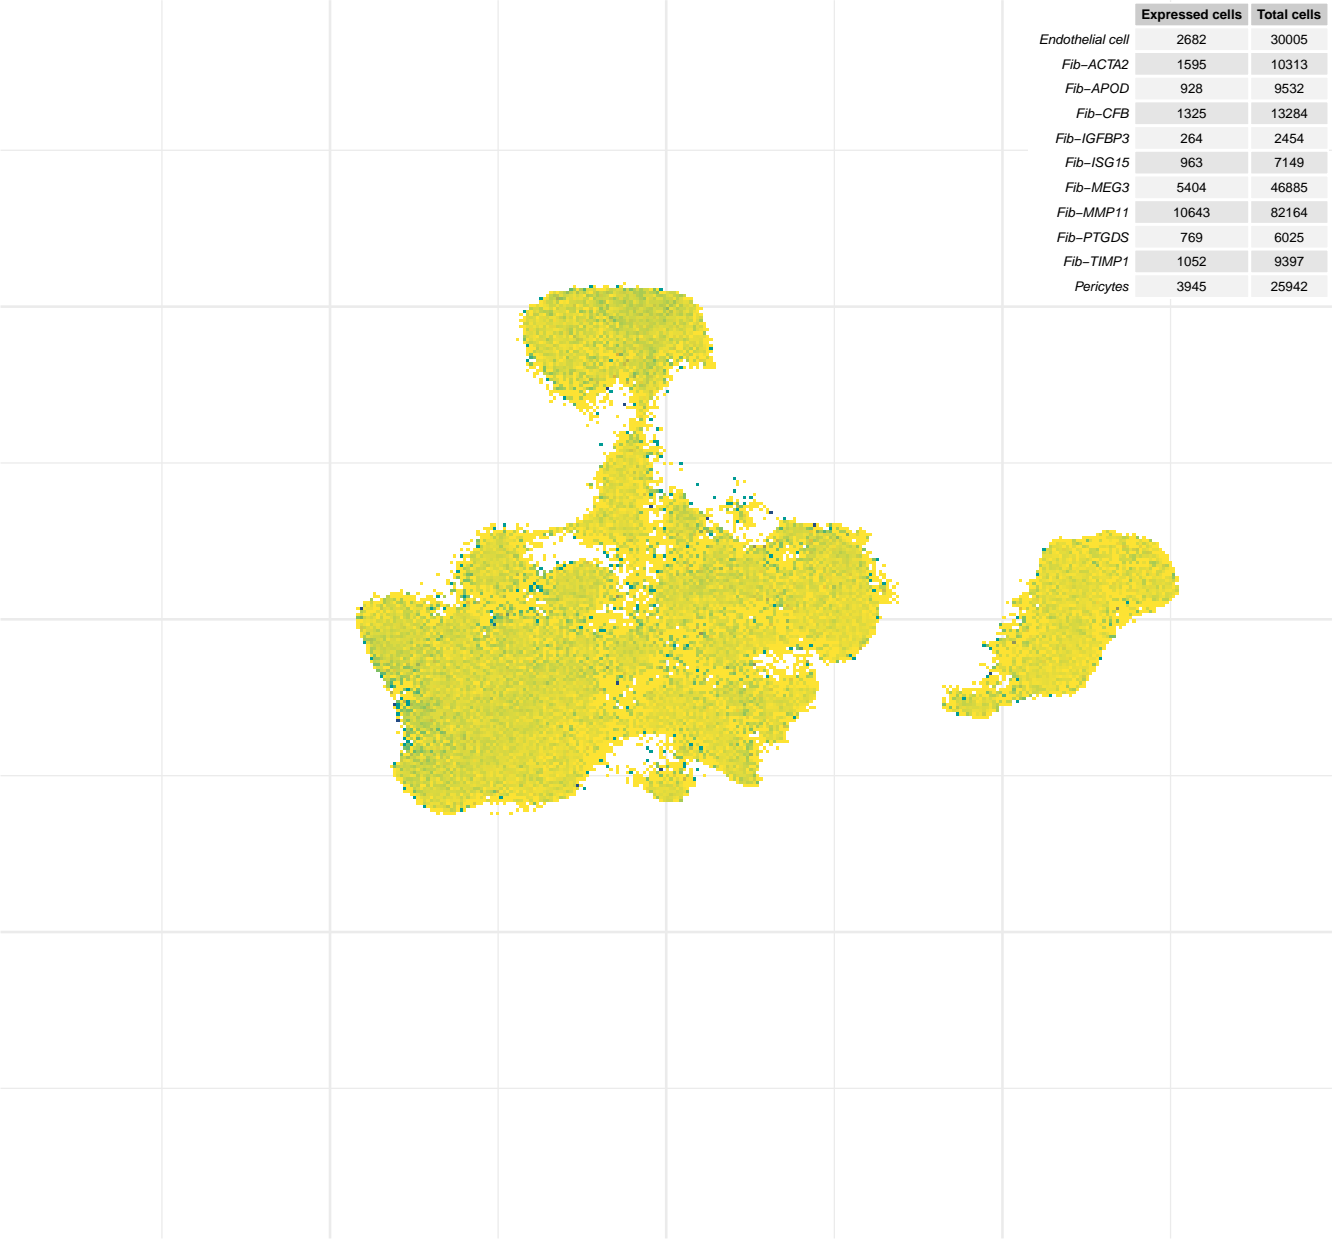 Expressed cells Total cells
Endothelial cell 2682 30005
Fib−ACTA2 1595 10313
Fib−APOD 928 9532
Fib−CFB 1325 13284
Fib−IGFBP3 264 2454
Fib−ISG15 963 7149
Fib−MEG3 5404 46885
Fib−MMP11 10643 82164
Fib−PTGDS 769 6025
Fib−TIMP1 1052 9397
Pericytes 3945 25942